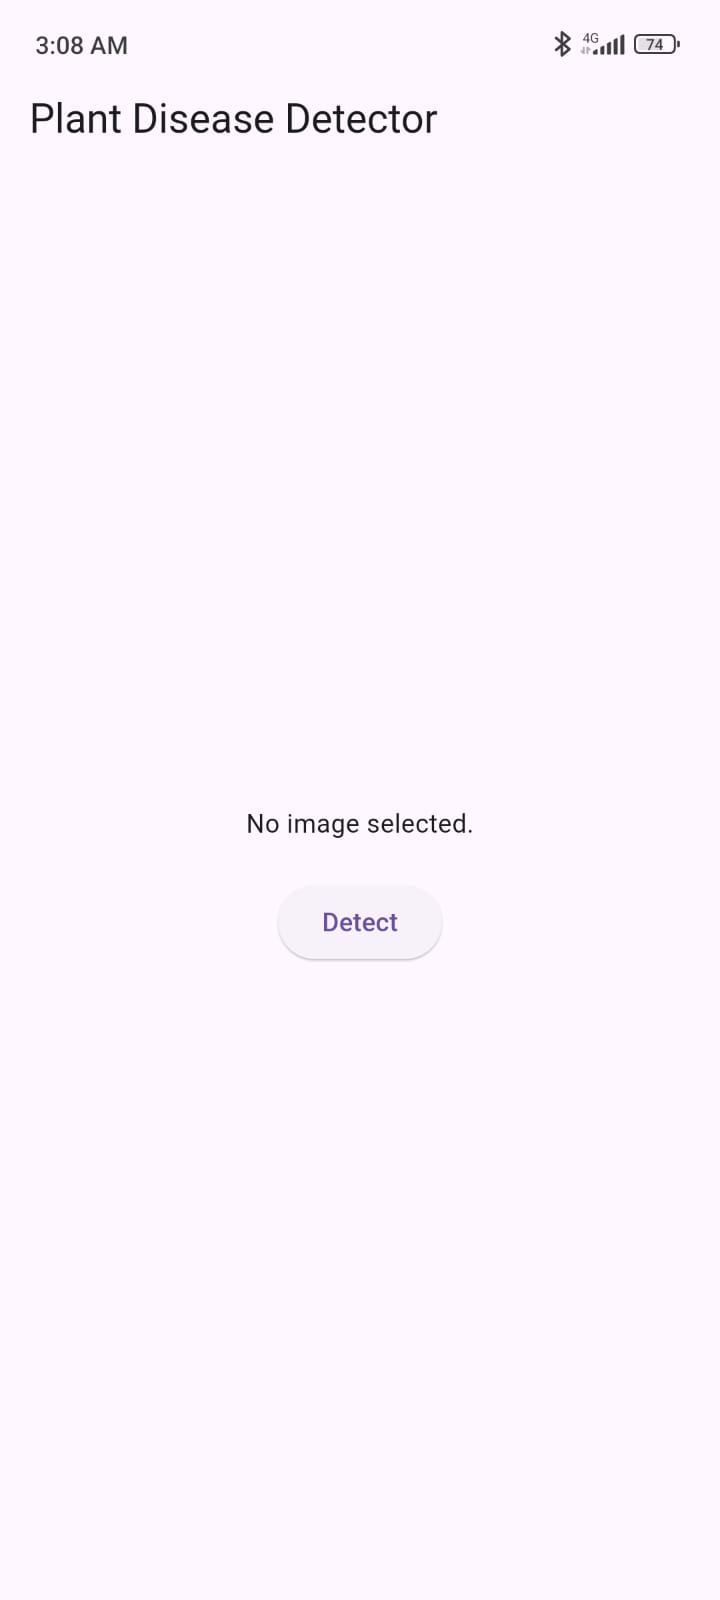 3:08 AM 4G 74
Plant Disease Detector
No image selected.
Detect